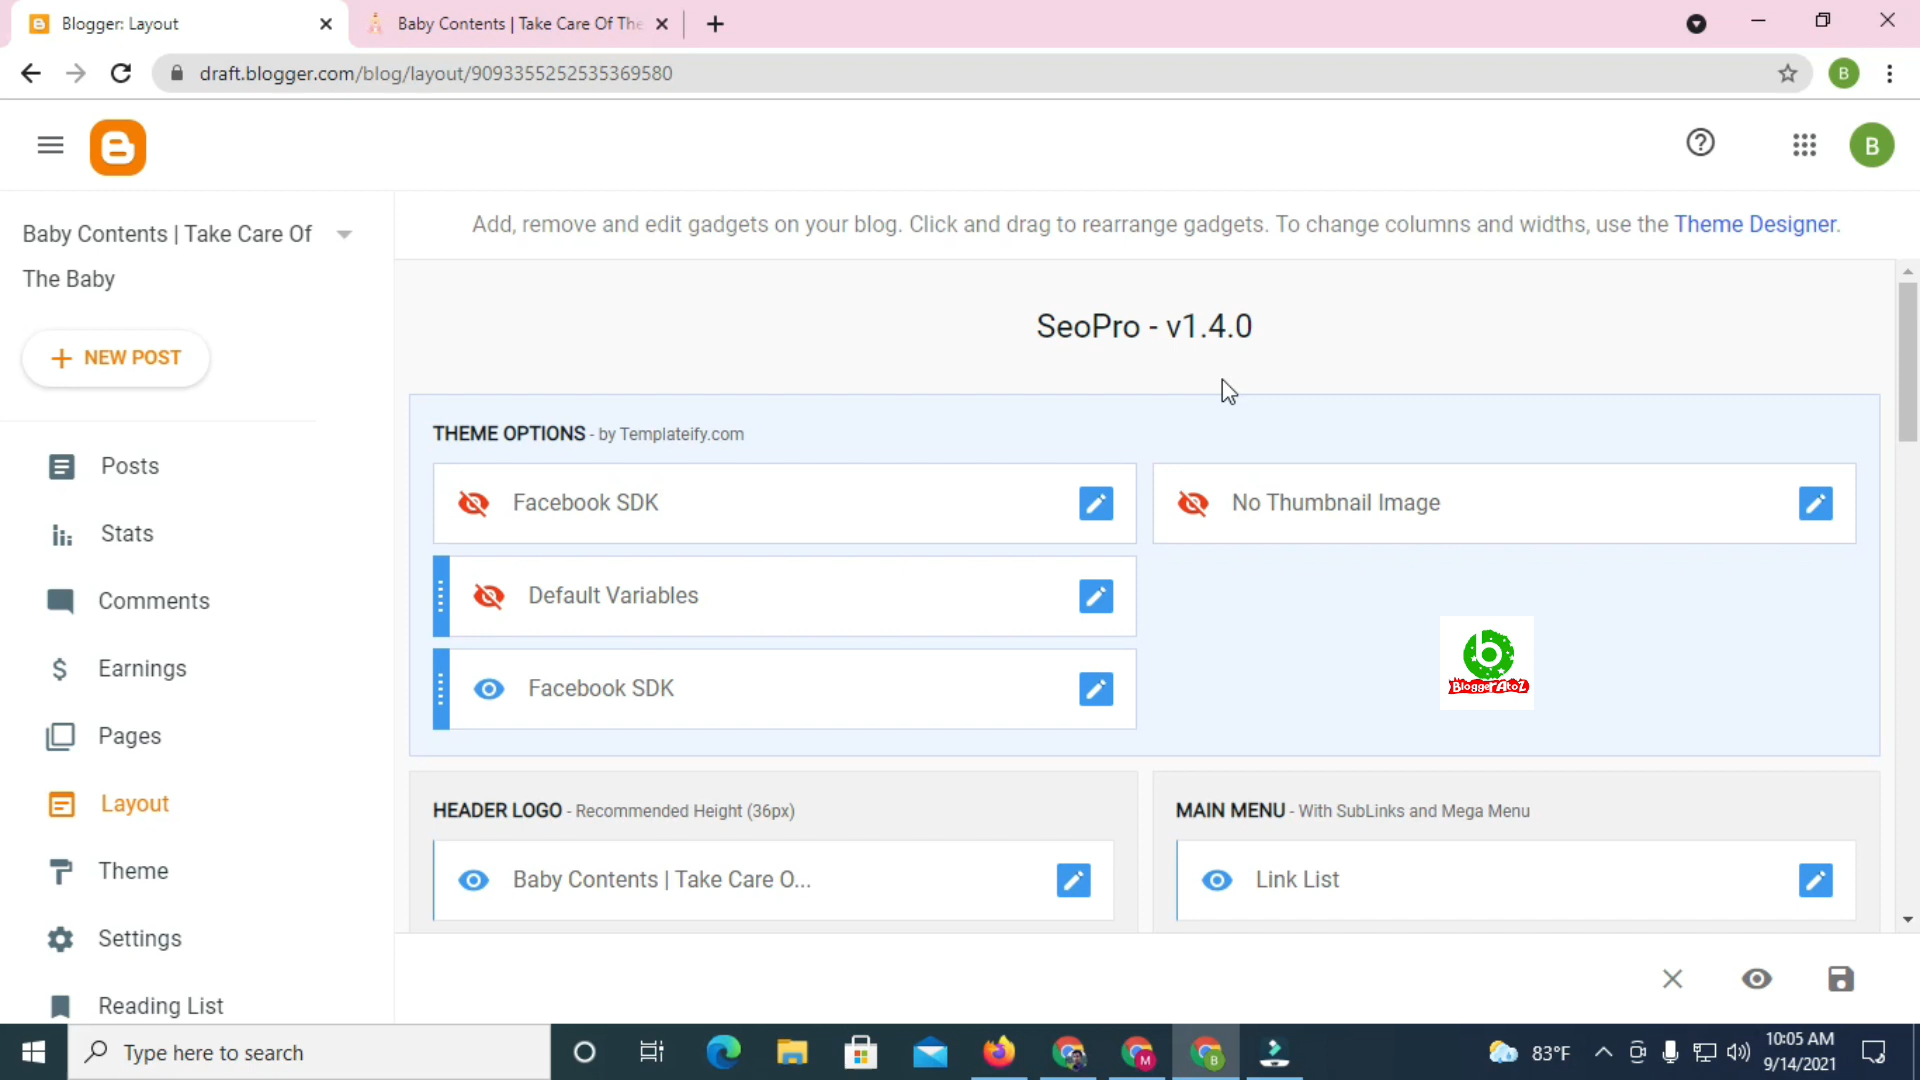 Blogger: Layout
Baby Contents | Take Care Of The
draft.blogger.com/blog/layout/9093355252535369580
B
B
Baby Contents | Take Care Of
The Baby
Add, remove and edit gadgets on your blog. Click and drag to rearrange gadgets. To change columns and widths, use the Theme Designer.
NEW POST
Posts
Stats
Comments
Earnings
Pages
Layout
Theme
Settings
Reading List
SeoPro - v1.4.0
THEME OPTIONS - by Templateify.com
Facebook SDK
No Thumbnail Image
Default Variables
Facebook SDK
b
BloggerAtoZ
HEADER LOGO - Recommended Height (36px)
Baby Contents | Take Care O...
MAIN MENU - With SubLinks and Mega Menu
Link List
Type here to search
M
B
83°F
10:05 AM
9/14/2021